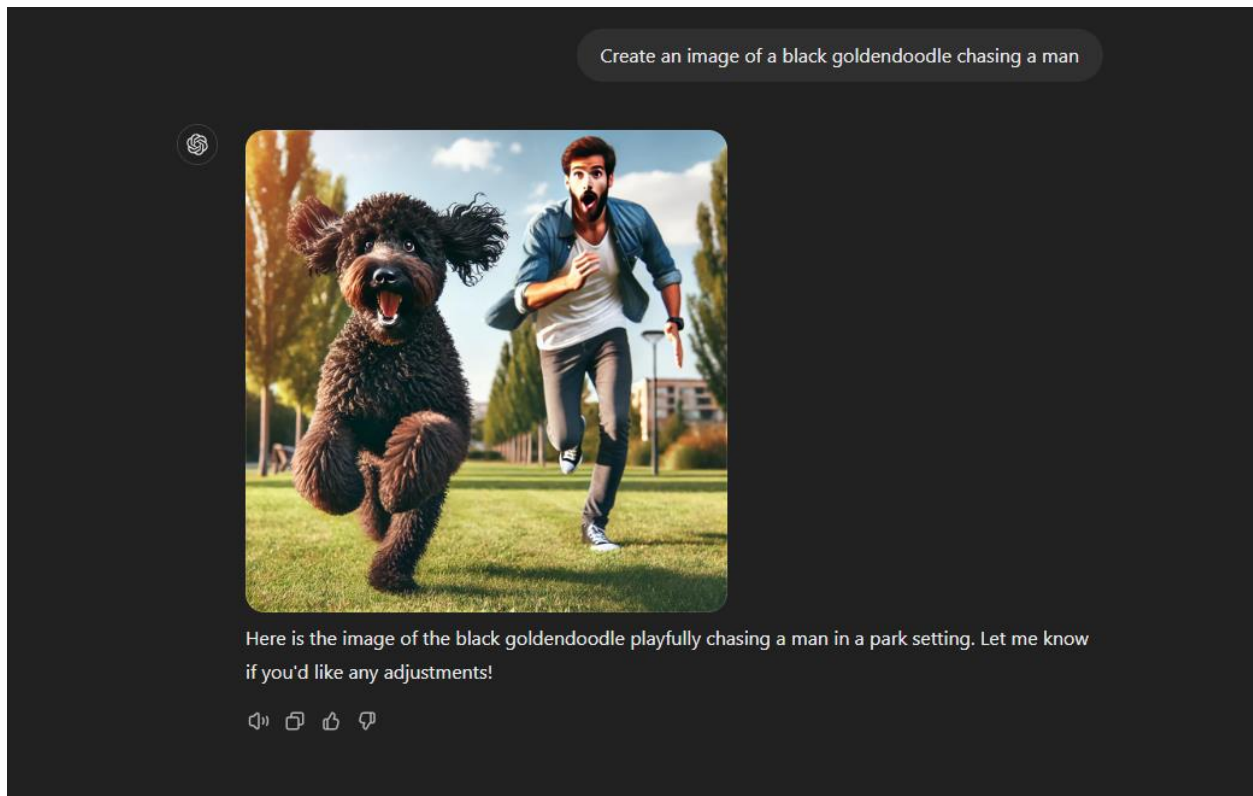 Create an image of a black goldendoodle chasing a man
Here is the image of the black goldendoodle playfully chasing a man in a park setting. Let me know
if you'd like any adjustments!